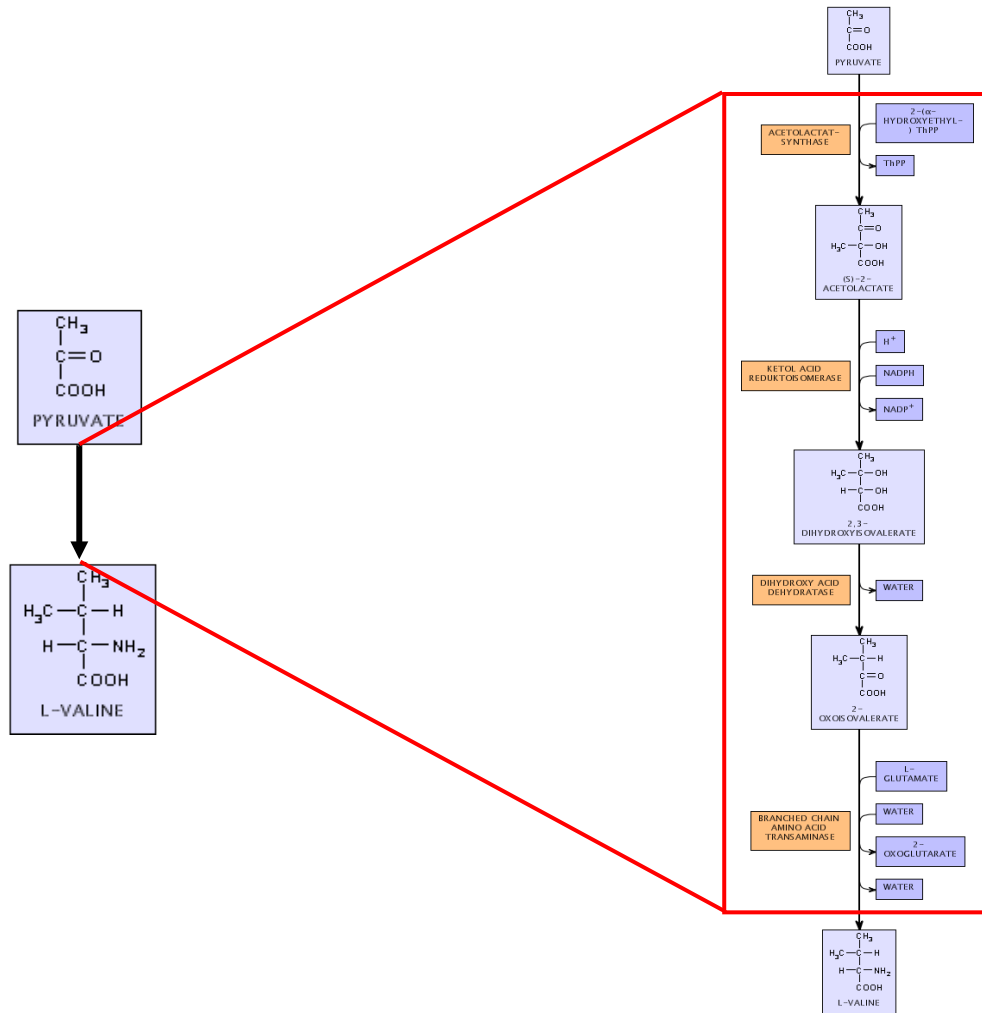 CH3
C=O
COOH
PYRUVATE
CH3
H3C-C-H
H-C-NH2
COOH
L-VALINE
CH3
C=O
COOH
PYRUVATE
ACETOLACTAT-
SYNTHASE
2-(α-
HYDROXYETHYL-
) ThPP
ThPP
CH3
C=O
H3C-C-OH
COOH
(S)-2-
ACETOLACTATE
KETOL ACID
REDUKTOISOMERASE
H+
NADPH
NADP+
CH3
H3C-C-OH
H-C-OH
COOH
2,3-
DIHYDROXYISOVALERATE
DIHYDROXY ACID
DEHYDRATASE
WATER
CH3
H3C-C-H
C=O
COOH
2-
OXOISOVALERATE
BRANCHED CHAIN
AMINO ACID
TRANSAMINASE
L-
GLUTAMATE
WATER
2-
OXOGLUTARATE
WATER
CH3
H3C-C-H
H-C-NH2
COOH
L-VALINE